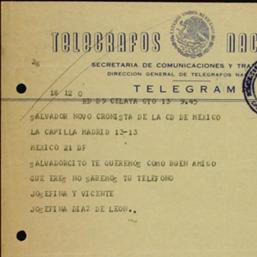 TELEGRAFOS NAC
SECRETARIA DE COMUNICACIONES Y TRA
DIRECCION GENERAL DE TELEGRAFOS NA
TELEGRAM
16 12 0
RD D9 CELAYA GTO 13 9.45
SALVADOR NOVO CRONISTA DE LA CD DE MEXICO
LA CAPILLA MADRID 13-13
MEXICO 21 DF
SALVADORCITO TE QUEREMOS COMO BUEN AMIGO
QUE ERES NO SABEMOS TU TELEFONO
JOSEFINA Y VICENTE
JOSEFINA DIAZ DE LEON..